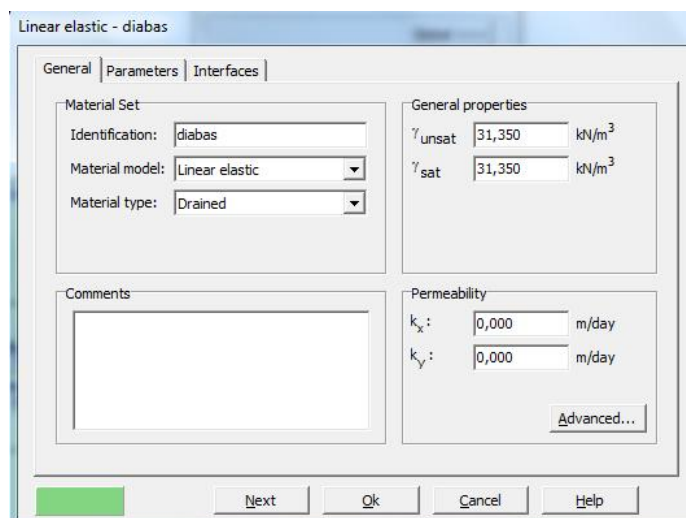 Linear elastic - diabas
General
Parameters
Interfaces
Material Set
Identification: diabas
Material model: Linear elastic
Material type: Drained
General properties
γunsat 31,350 kN/m³
γsat 31,350 kN/m³
Comments
Permeability
kx: 0,000 m/day
ky: 0,000 m/day
Advanced...
Next
Ok
Cancel
Help